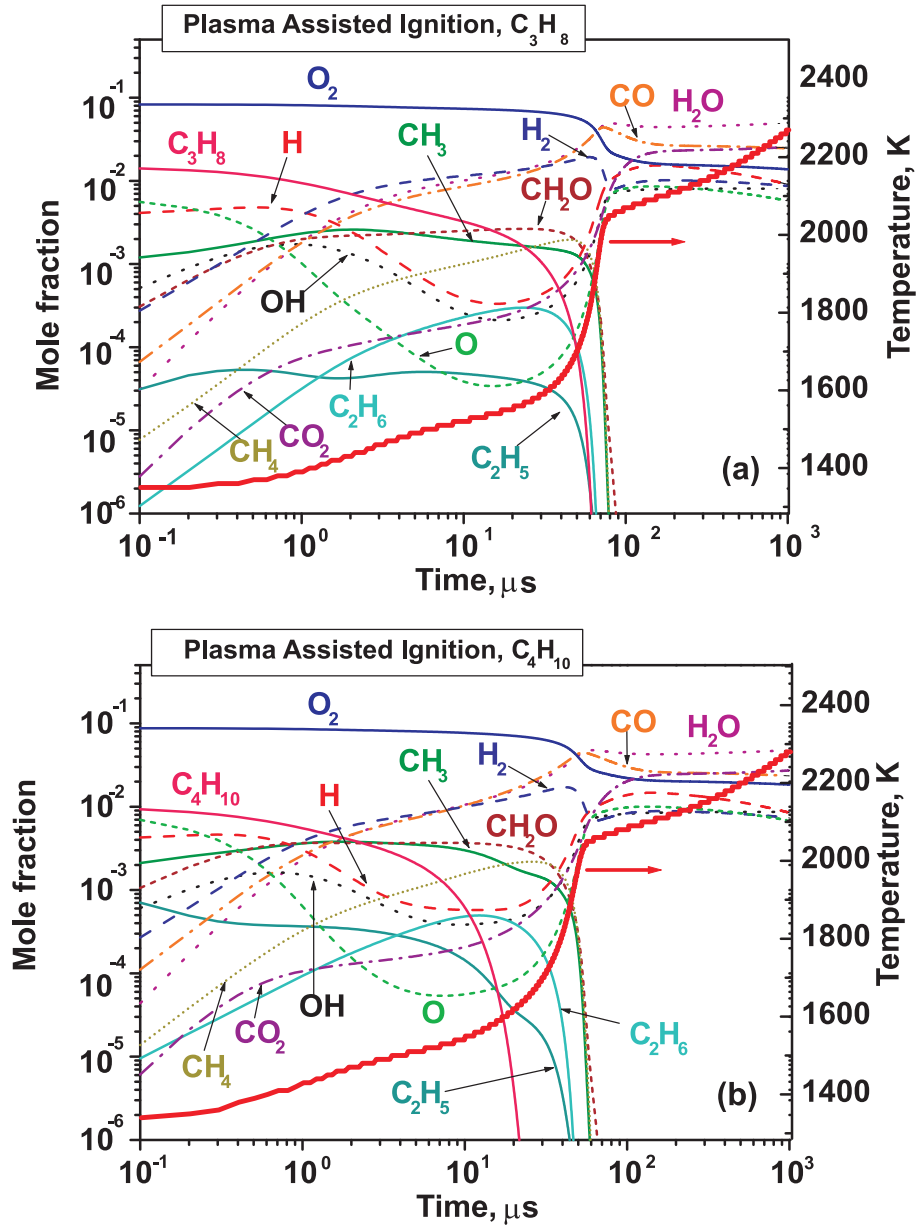 Plasma Assisted Ignition, C₃H₈
Mole fraction
10⁻¹
10⁻²
10⁻³
10⁻⁴
10⁻⁵
10⁻⁶
O₂
CO
H₂O
C₃H₈
H
CH₃
H₂
CH₂O
OH
O
CH₄
CO₂
C₂H₆
C₂H₅
(a)
2400
2200
2000
1800
1600
1400
Temperature, K
10⁻¹ 10⁰ 10¹ 10² 10³
Time, μs
Plasma Assisted Ignition, C₄H₁₀
Mole fraction
10⁻¹
10⁻²
10⁻³
10⁻⁴
10⁻⁵
10⁻⁶
O₂
CO
H₂O
C₄H₁₀
H
CH₃
H₂
CH₂O
OH
O
CH₄
CO₂
C₂H₆
C₂H₅
(b)
2400
2200
2000
1800
1600
1400
Temperature, K
10⁻¹ 10⁰ 10¹ 10² 10³
Time, μs